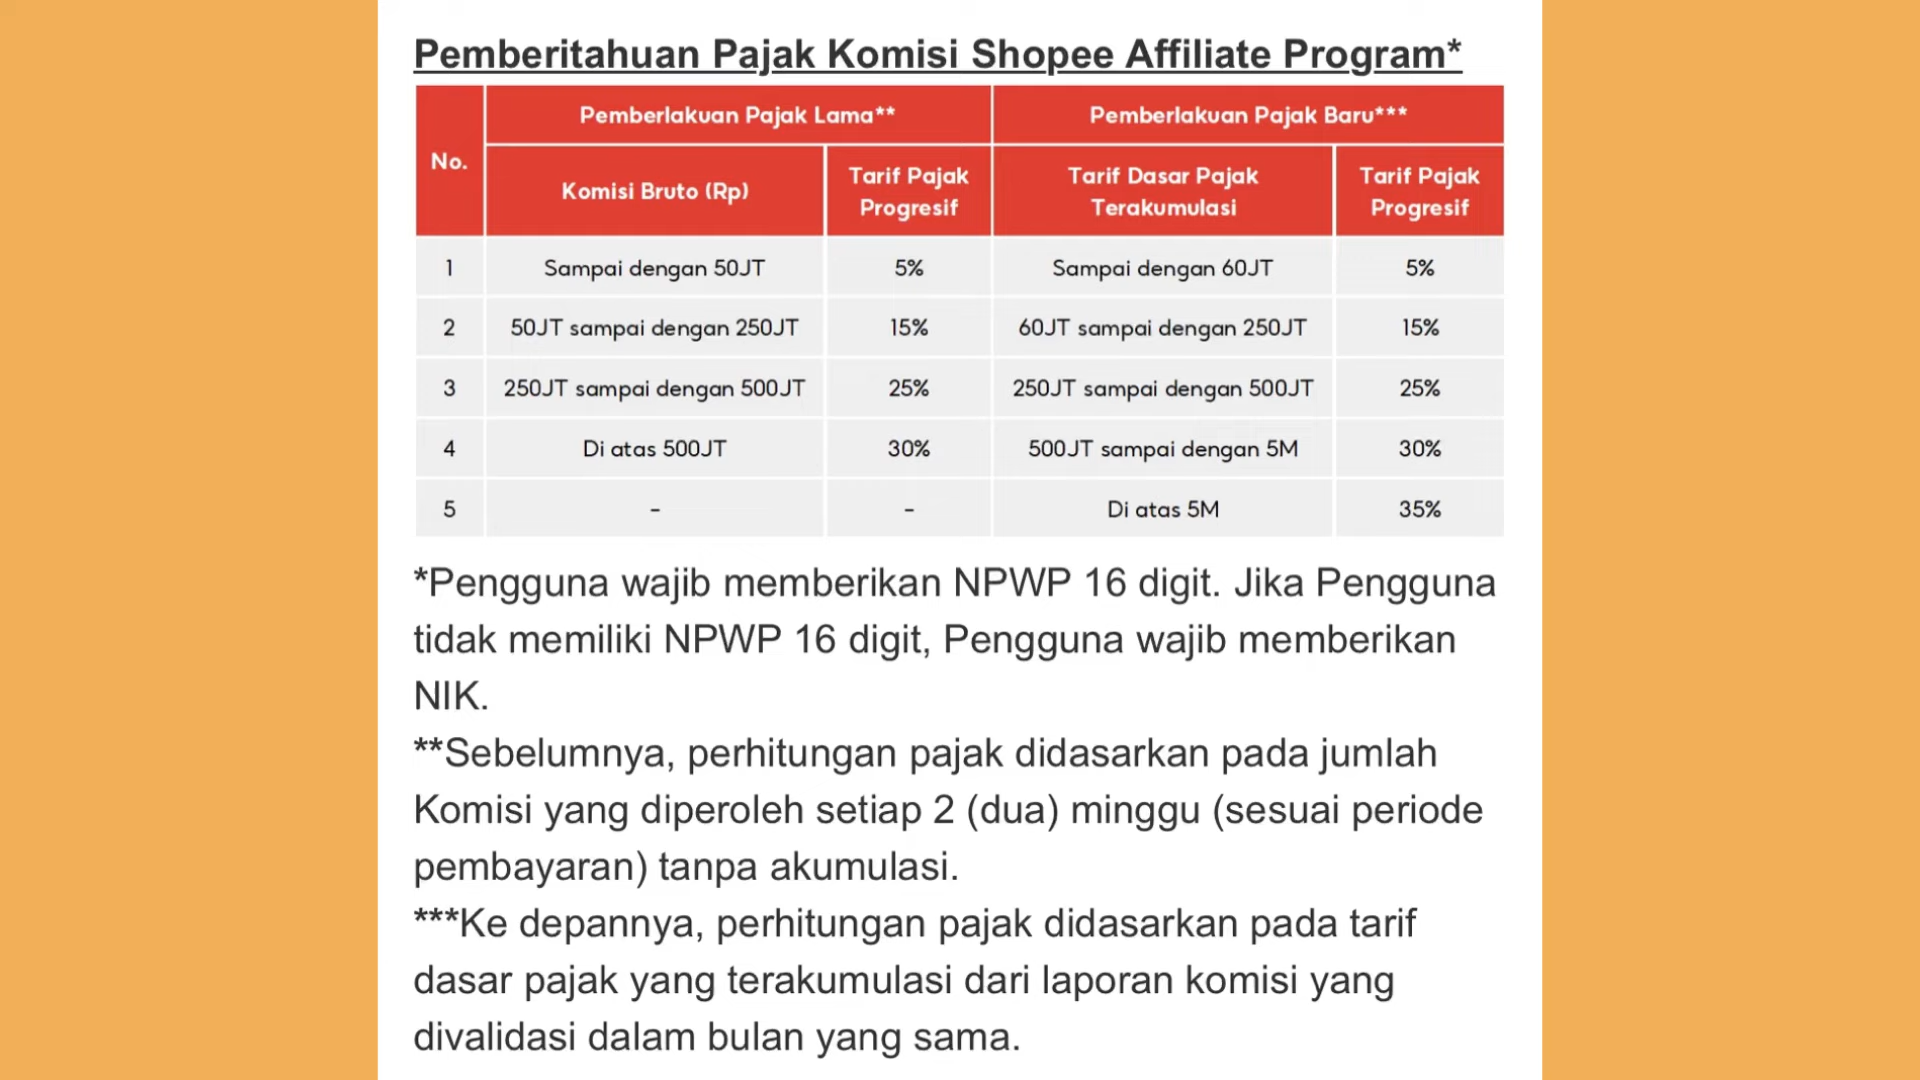 Pemberitahuan Pajak Komisi Shopee Affiliate Program*
No.
Pemberlakuan Pajak Lama**
Pemberlakuan Pajak Baru***
Komisi Bruto (Rp)
Tarif Pajak
Progresif
Tarif Dasar Pajak
Terakumulasi
Tarif Pajak
Progresif
1 Sampai dengan 50JT 5% Sampai dengan 60JT 5%
2 50JT sampai dengan 250JT 15% 60JT sampai dengan 250JT 15%
3 250JT sampai dengan 500JT 25% 250JT sampai dengan 500JT 25%
4 Di atas 500JT 30% 500JT sampai dengan 5M 30%
5 - - Di atas 5M 35%
*Pengguna wajib memberikan NPWP 16 digit. Jika Pengguna
tidak memiliki NPWP 16 digit, Pengguna wajib memberikan
NIK.
**Sebelumnya, perhitungan pajak didasarkan pada jumlah
Komisi yang diperoleh setiap 2 (dua) minggu (sesuai periode
pembayaran) tanpa akumulasi.
***Ke depannya, perhitungan pajak didasarkan pada tarif
dasar pajak yang terakumulasi dari laporan komisi yang
divalidasi dalam bulan yang sama.